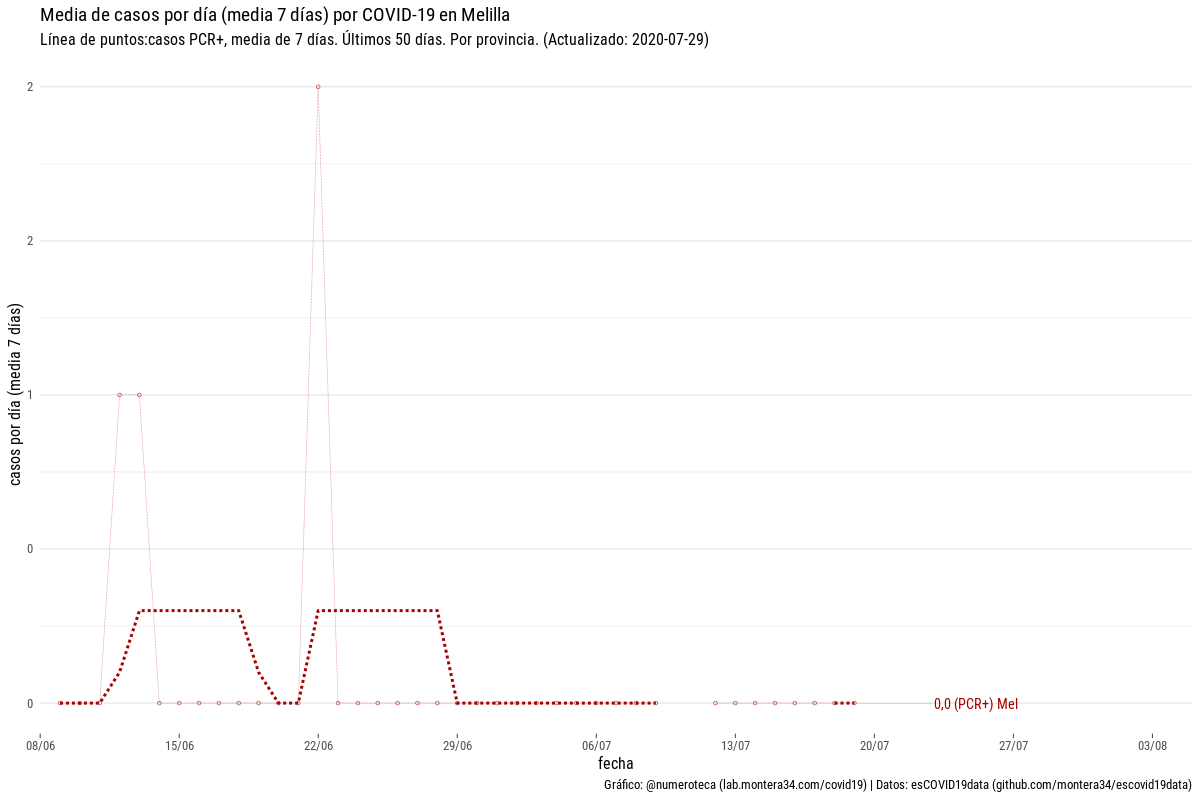 Media de casos por día (media 7 días) por COVID-19 en Melilla
Línea de puntos:casos PCR+, media de 7 días. Últimos 50 días. Por provincia. (Actualizado: 2020-07-29)
casos por día (media 7 días)
2
2
1
0
0
0,0 (PCR+) Mel
08/06 15/06 22/06 29/06 06/07 13/07 20/07 27/07 03/08
fecha
Gráfico: @numeroteca (lab.montera34.com/covid19) | Datos: esCOVID19data (github.com/montera34/escovid19data)